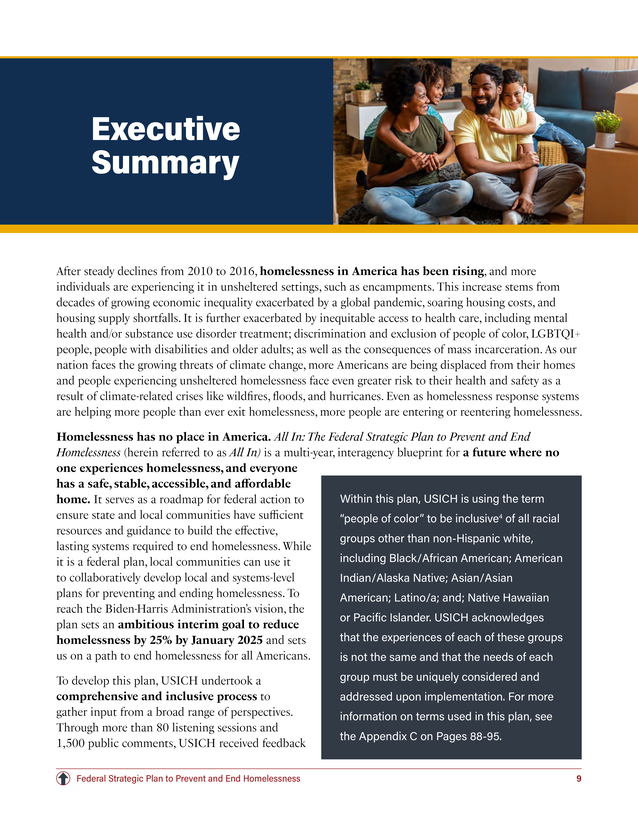 Executive
Summary
After steady declines from 2010 to 2016, homelessness in America has been rising, and more
individuals are experiencing it in unsheltered settings, such as encampments. This increase stems from
decades of growing economic inequality exacerbated by a global pandemic, soaring housing costs, and
housing supply shortfalls. It is further exacerbated by inequitable access to health care, including mental
health and/or substance use disorder treatment; discrimination and exclusion of people of color, LGBTQI+
people, people with disabilities and older adults; as well as the consequences of mass incarceration. As our
nation faces the growing threats of climate change, more Americans are being displaced from their homes
and people experiencing unsheltered homelessness face even greater risk to their health and safety as a
result of climate-related crises like wildfires, floods, and hurricanes. Even as homelessness response systems
are helping more people than ever exit homelessness, more people are entering or reentering homelessness.
Homelessness has no place in America. All In: The Federal Strategic Plan to Prevent and End
Homelessness (herein referred to as All In) is a multi-year, interagency blueprint for a future where no
one experiences homelessness, and everyone
has a safe, stable, accessible, and affordable
home. It serves as a roadmap for federal action to
ensure state and local communities have sufficient
resources and guidance to build the effective,
lasting systems required to end homelessness. While
it is a federal plan, local communities can use it
to collaboratively develop local and systems-level
plans for preventing and ending homelessness. To
reach the Biden-Harris Administration's vision, the
plan sets an ambitious interim goal to reduce
homelessness by 25% by January 2025 and sets
us on a path to end homelessness for all Americans.
To develop this plan, USICH undertook a
comprehensive and inclusive process to
gather input from a broad range of perspectives.
Through more than 80 listening sessions and
1,500 public comments, USICH received feedback
Within this plan, USICH is using the term
"people of color" to be inclusive⁴ of all racial
groups other than non-Hispanic white,
including Black/African American; American
Indian/Alaska Native; Asian/Asian
American; Latino/a; and; Native Hawaiian
or Pacific Islander. USICH acknowledges
that the experiences of each of these groups
is not the same and that the needs of each
group must be uniquely considered and
addressed upon implementation. For more
information on terms used in this plan, see
the Appendix C on Pages 88-95.
Federal Strategic Plan to Prevent and End Homelessness
9